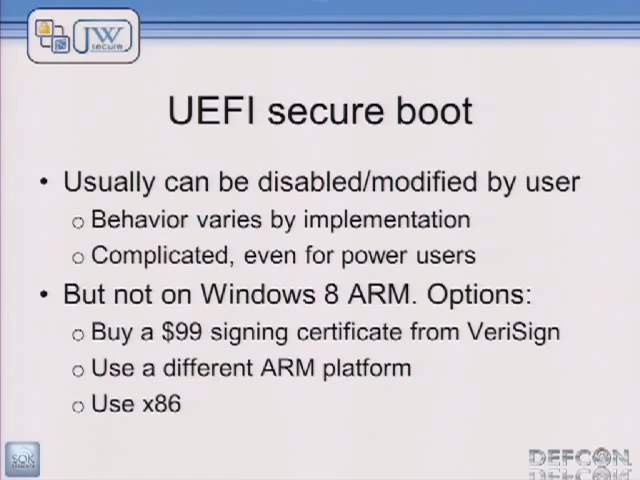 JW
secure
UEFI secure boot
• Usually can be disabled/modified by user
o Behavior varies by implementation
o Complicated, even for power users
• But not on Windows 8 ARM. Options:
o Buy a $99 signing certificate from VeriSign
o Use a different ARM platform
o Use x86
SOK
DEFCON